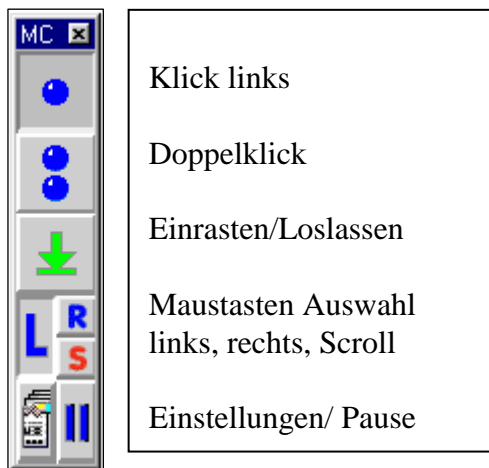 MC
Klick links
Doppelklick
Einrasten/Loslassen
L
R
S
Maustasten Auswahl
links, rechts, Scroll
Einstellungen/ Pause